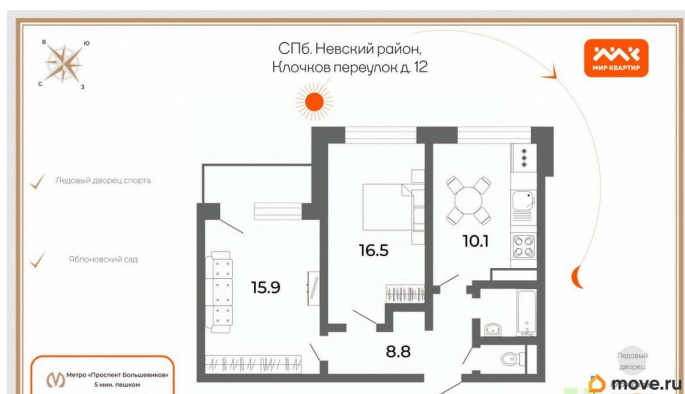 СПб. Невский район,
Клочков переулок д. 12
МИР КВАРТИР
В
Ю
С
З
Ледовый дворец спорта
Яблоновский сад
16.5
10.1
15.9
8.8
Метро «Проспект Большевиков»
5 мин. пешком
Ледовый
дворец
move.ru